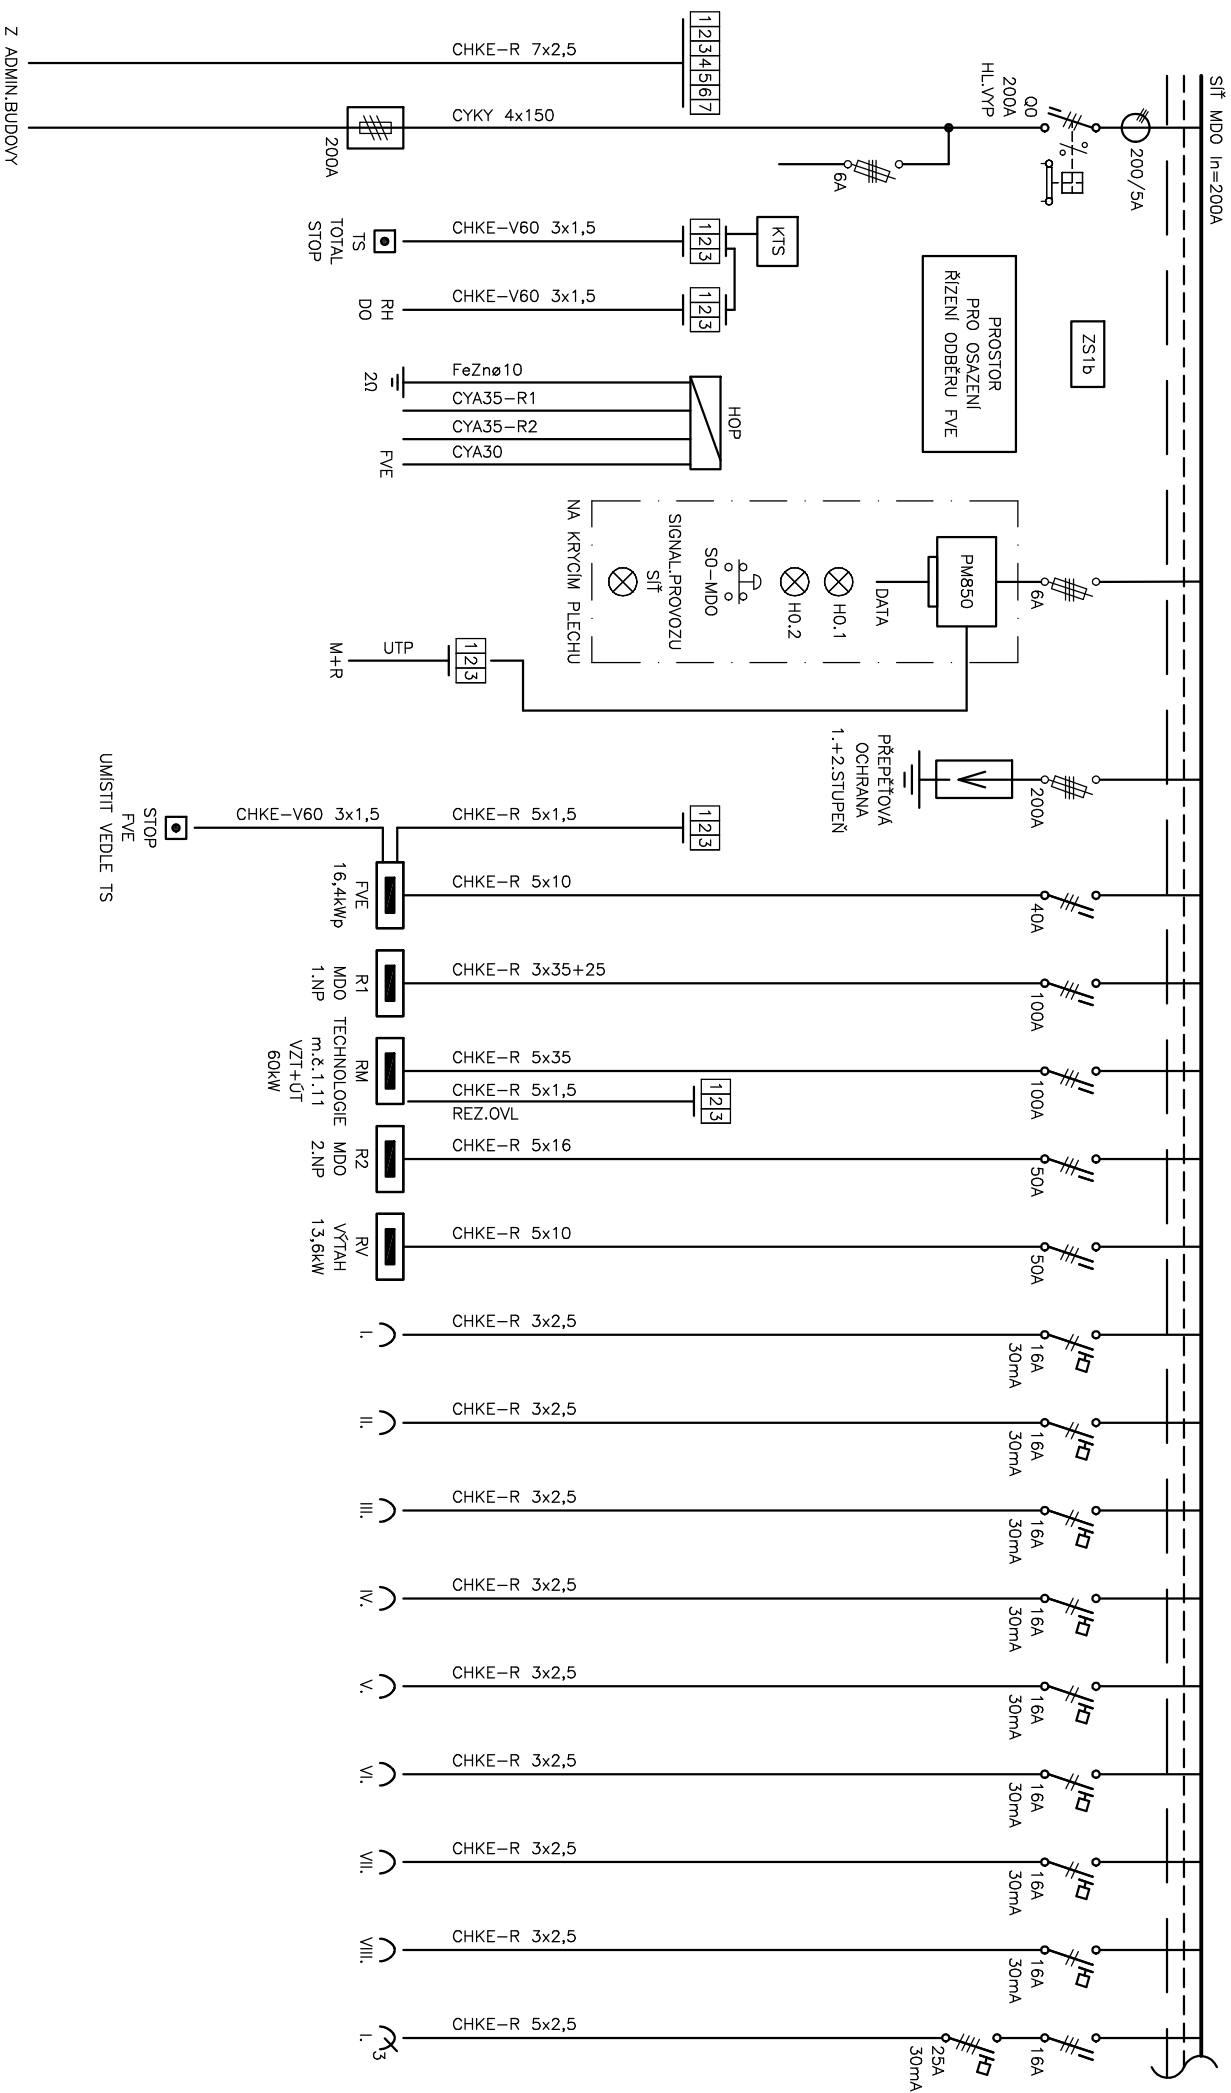 SÍŤ MDO In=200A
200/5A
Q0
200A
HL.VYP
6A
1 2 3 4 5 6 7
CHKE-R 7x2,5
CYKY 4x150
200A
Z ADMIN.BUDOVY
ZS1b
PROSTOR
PRO OSAZENÍ
ŘÍZENÍ ODBĚRU FVE
KTS
1 2 3
1 2 3
CHKE-V60 3x1,5
CHKE-V60 3x1,5
TS
TOTAL
STOP
RH
DO
HOP
FeZnø10
CYA35-R1
CYA35-R2
CYA30
2Ω
FVE
6A
PM850
DATA
H0.1
H0.2
S0-MDO
SIGNAL.PROVOZU
SÍŤ
NA KRYCÍM PLECHU
1 2 3
UTP
M+R
200A
PŘEPĚŤOVÁ
OCHRANA
1.+2.STUPEŇ
1 2 3
CHKE-R 5x1,5
CHKE-V60 3x1,5
STOP
FVE
UMÍSTIT VEDLE TS
40A
CHKE-R 5x10
FVE
16,4kWp
100A
CHKE-R 3x35+25
R1
MDO
1.NP
100A
CHKE-R 5x35
1 2 3
CHKE-R 5x1,5
REZ.OVL
RM
TECHNOLOGIE
m.č.1.11
VZT+ÚT
60kW
50A
CHKE-R 5x16
R2
MDO
2.NP
50A
CHKE-R 5x10
RV
VÝTAH
13,6kW
16A
30mA
CHKE-R 3x2,5
I.
16A
30mA
CHKE-R 3x2,5
II.
16A
30mA
CHKE-R 3x2,5
III.
16A
30mA
CHKE-R 3x2,5
IV.
16A
30mA
CHKE-R 3x2,5
V.
16A
30mA
CHKE-R 3x2,5
VI.
16A
30mA
CHKE-R 3x2,5
VII.
16A
30mA
CHKE-R 3x2,5
VIII.
16A
25A
30mA
CHKE-R 5x2,5
3
I.